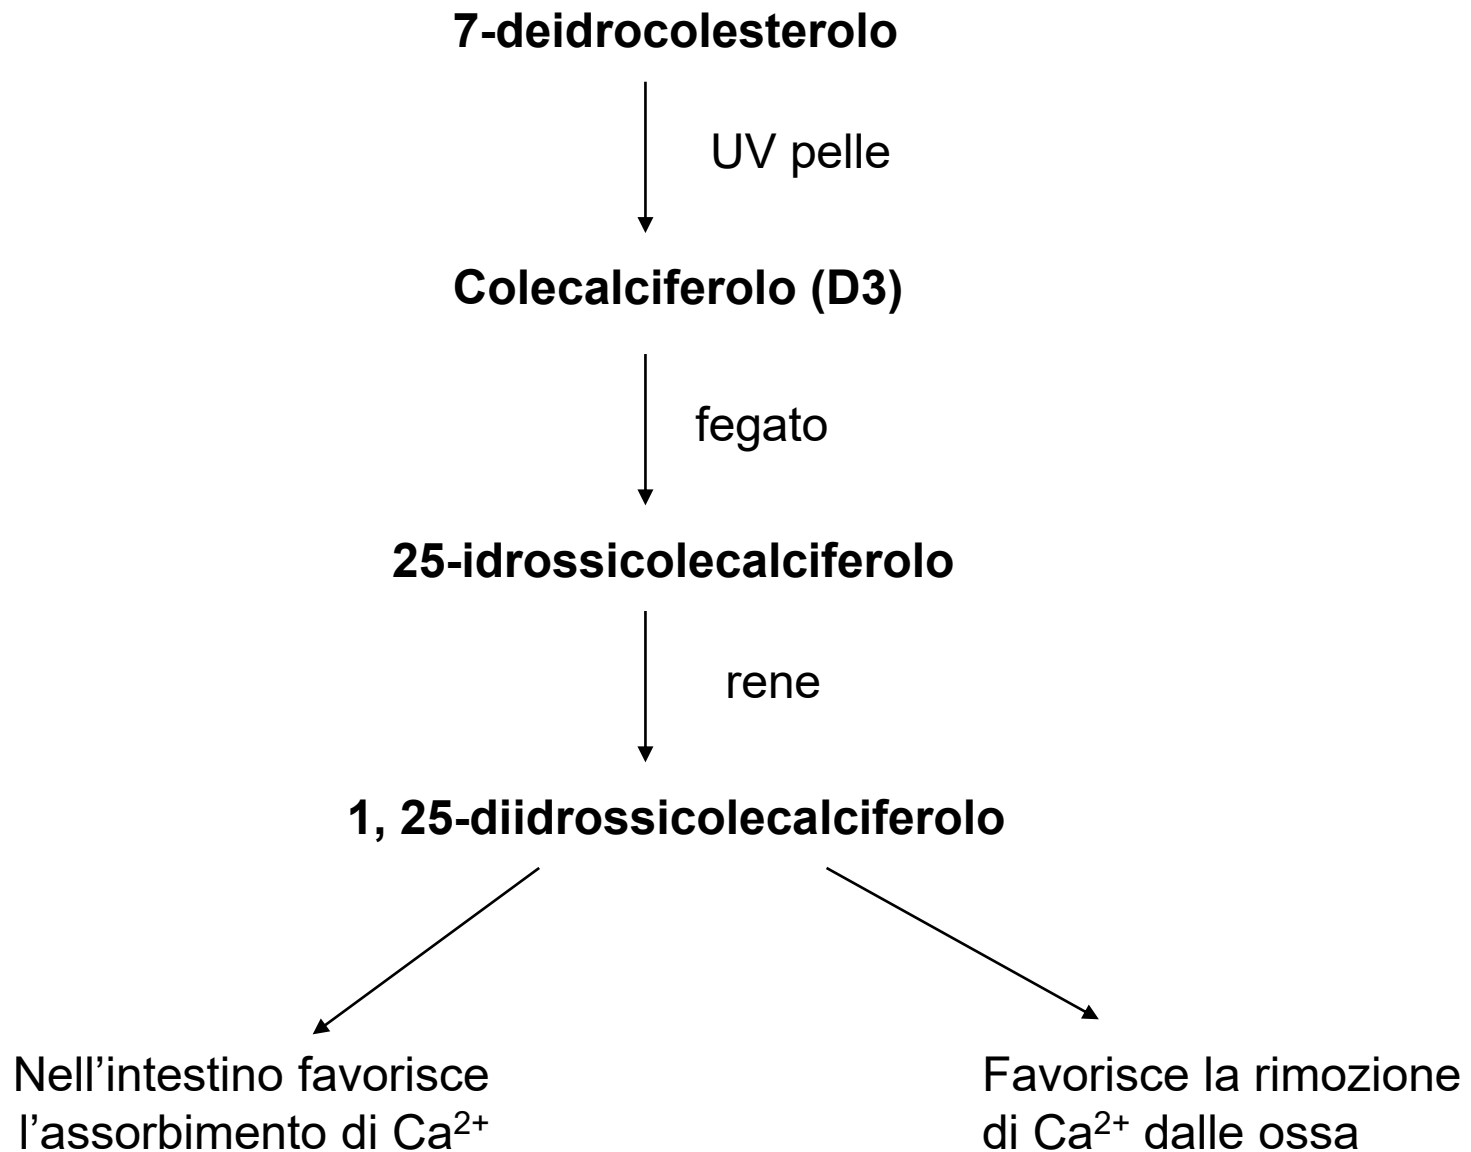 7-deidrocolesterolo
UV pelle
Colecalciferolo (D3)
fegato
25-idrossicolecalciferolo
rene
1, 25-diidrossicolecalciferolo
Nell’intestino favorisce
l’assorbimento di Ca²⁺
Favorisce la rimozione
di Ca²⁺ dalle ossa